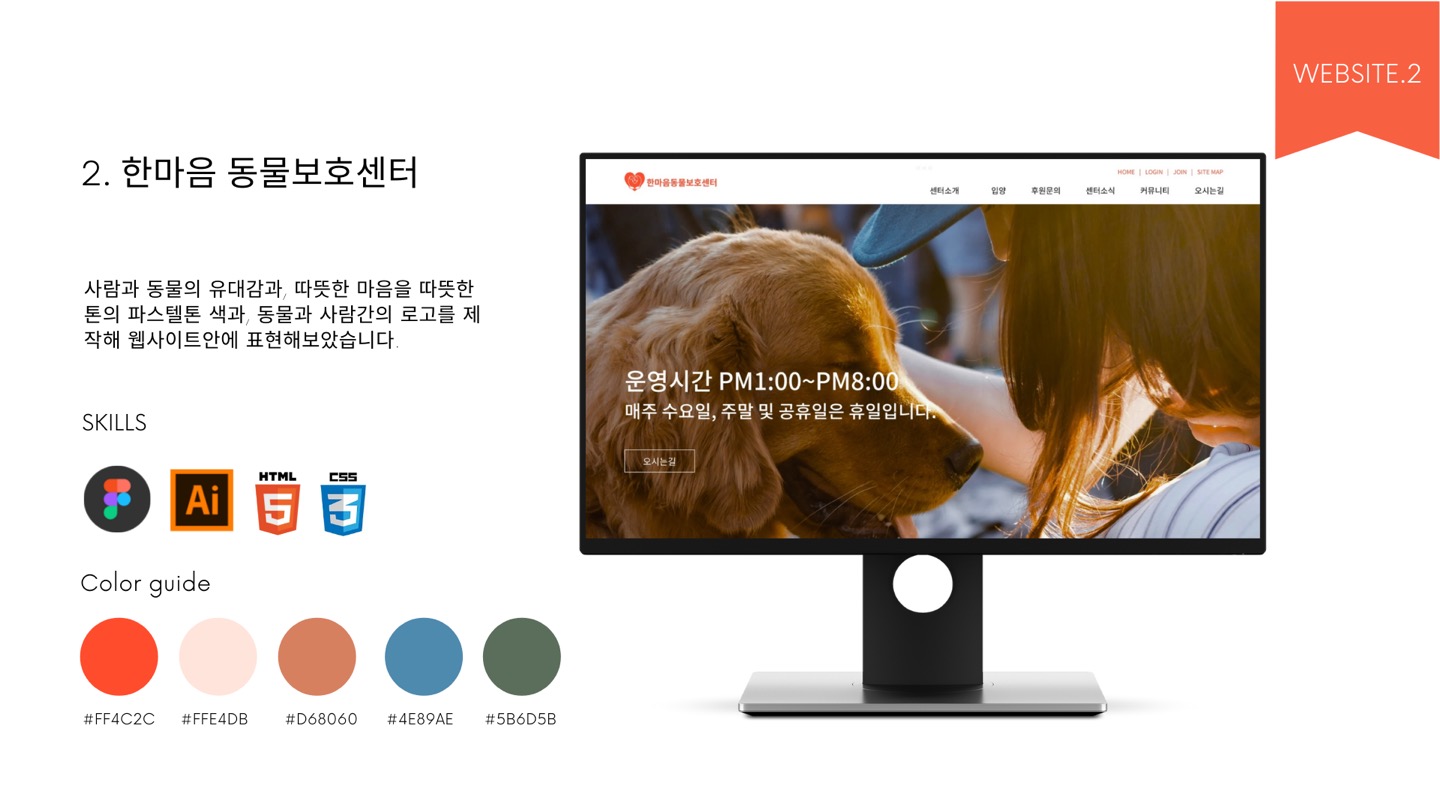 WEBSITE.2
2. 한마음 동물보호센터
사람과 동물의 유대감과, 따뜻한 마음을 따뜻한
톤의 파스텔톤 색과, 동물과 사람간의 로고를 제
작해 웹사이트안에 표현해보았습니다.
SKILLS
Ai
HTML
5
CSS
3
Color guide
#FF4C2C
#FFE4DB
#D68060
#4E89AE
#5B6D5B
한마음동물보호센터
HOME | LOGIN | JOIN | SITE MAP
센터소개 입양 후원문의 센터소식 커뮤니티 오시는길
운영시간 PM1:00~PM8:00
매주 수요일, 주말 및 공휴일은 휴일입니다.
오시는길